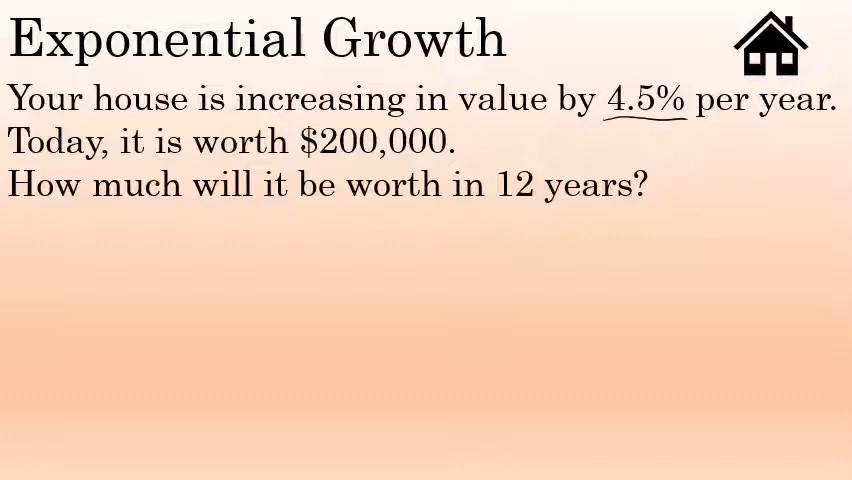 Exponential Growth
Your house is increasing in value by 4.5% per year.
Today, it is worth $200,000.
How much will it be worth in 12 years?